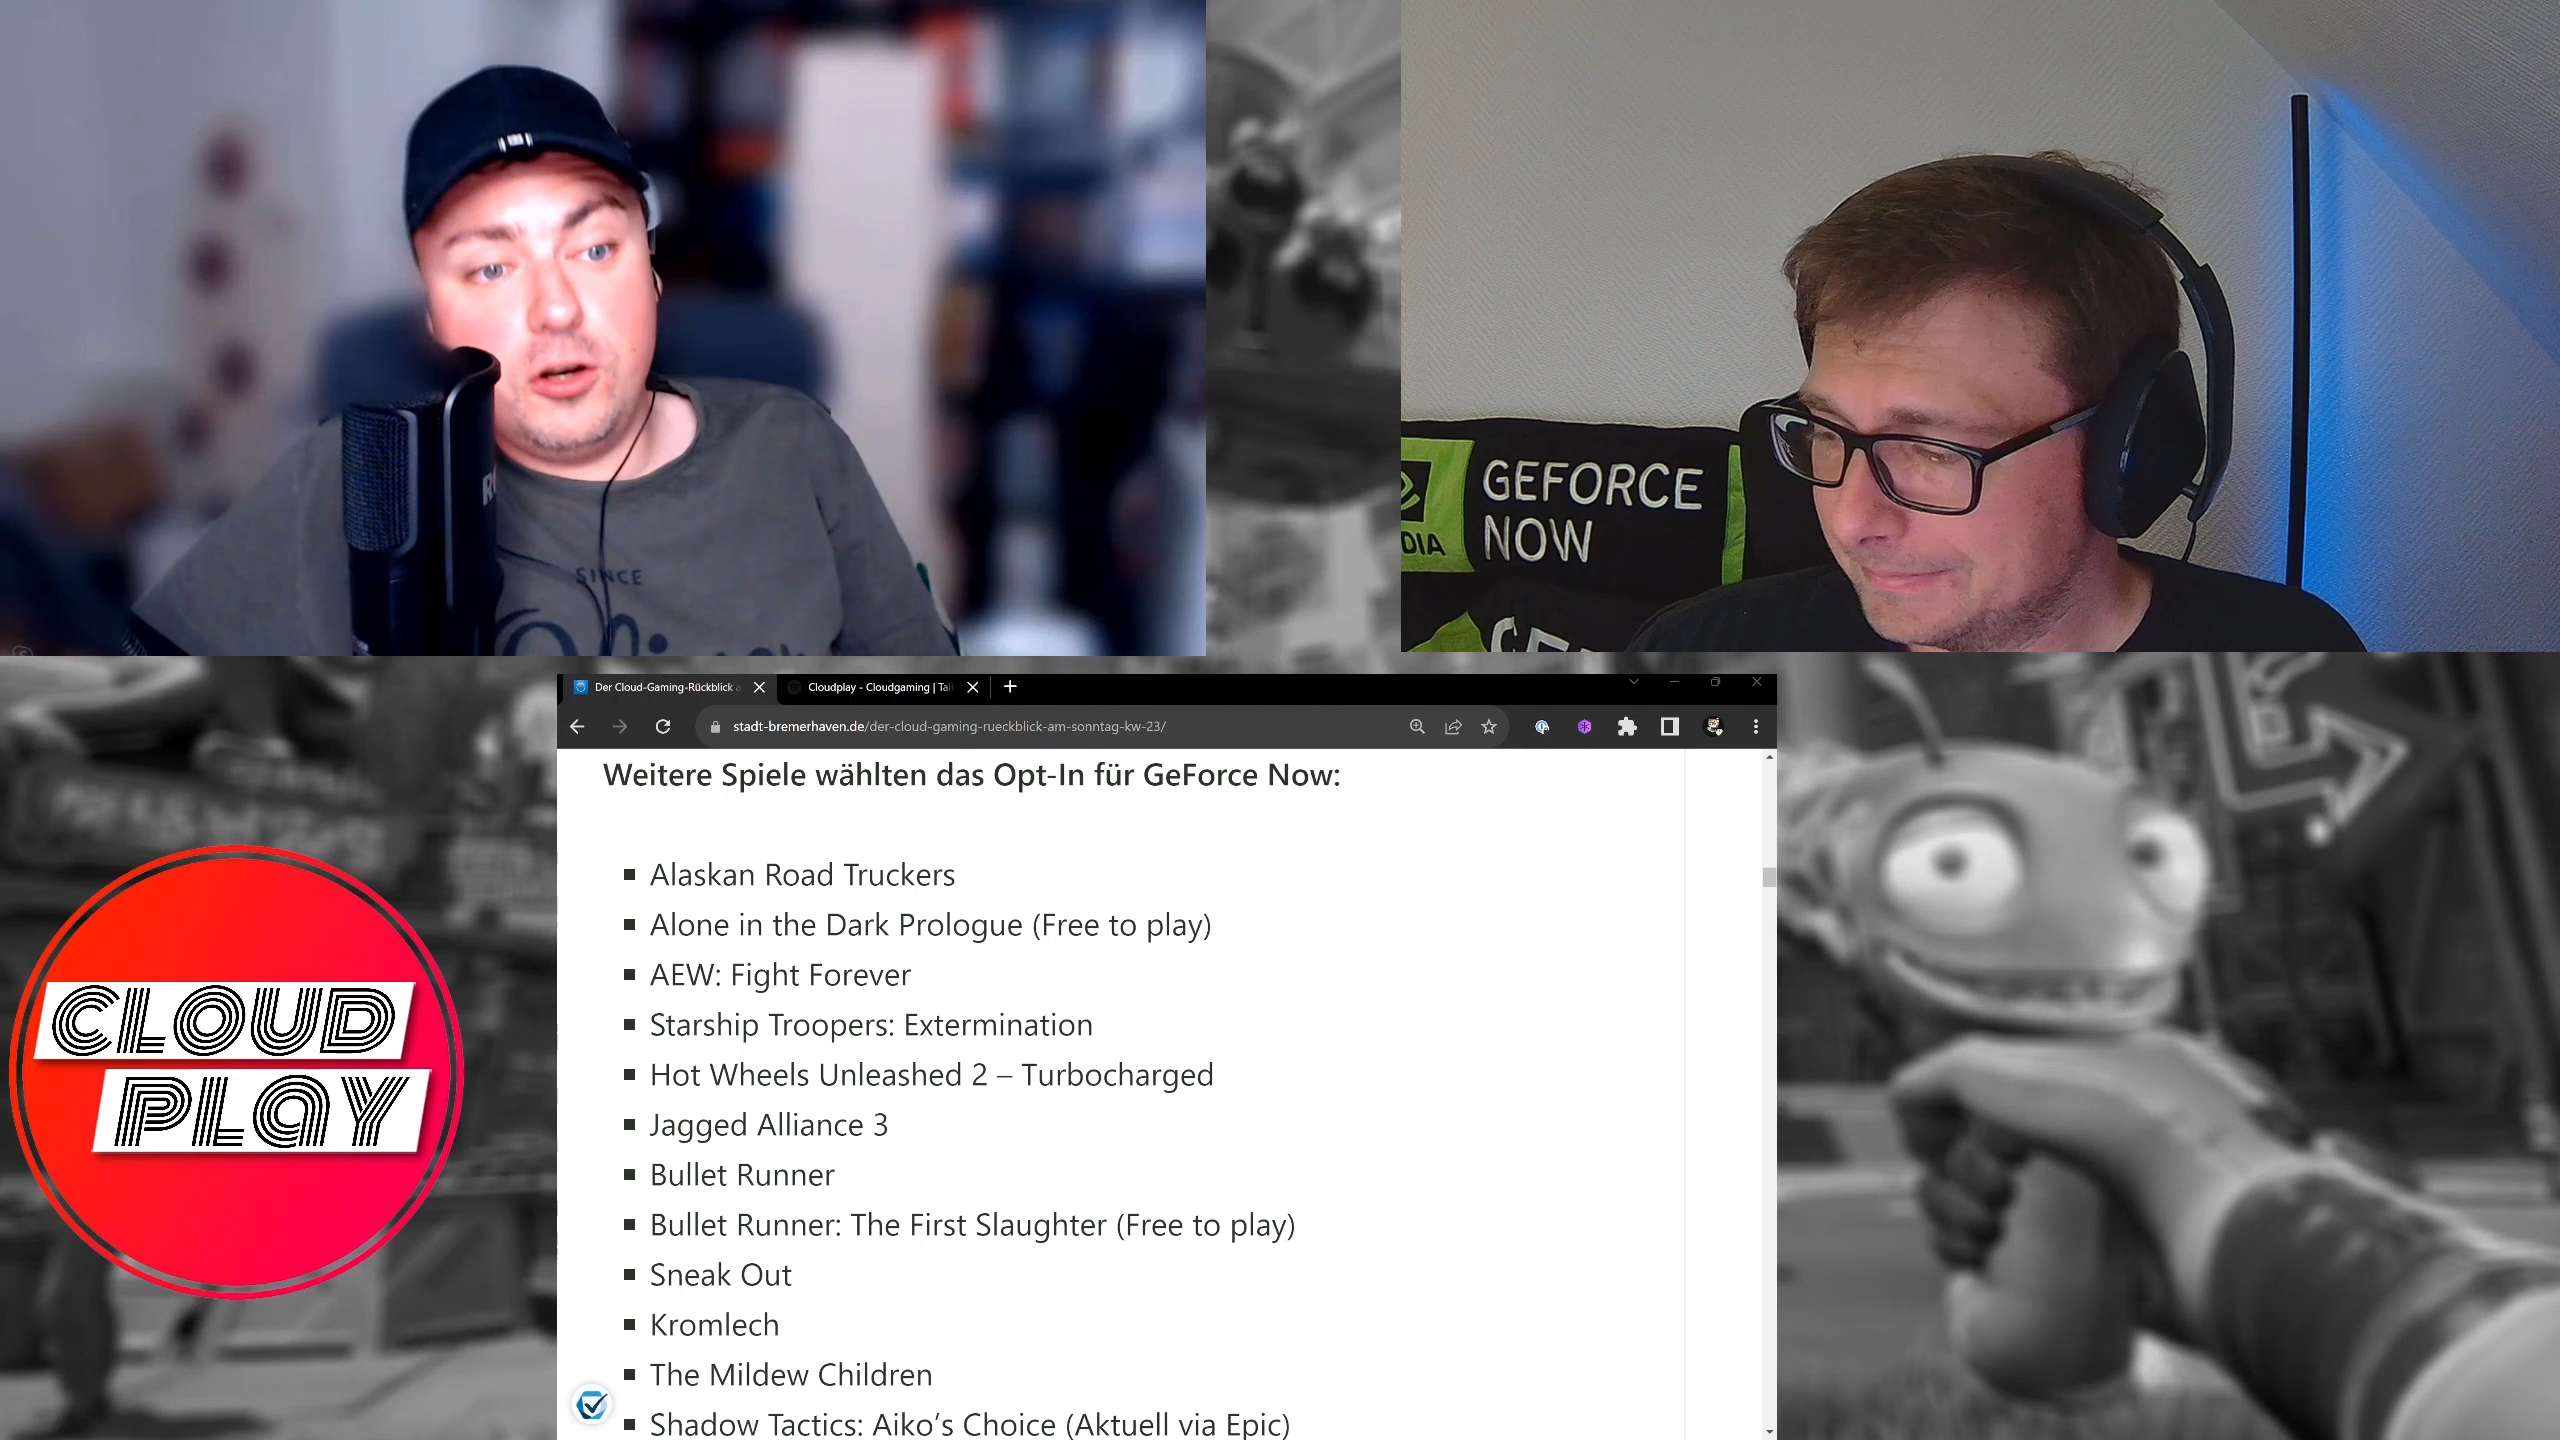 SINCE
GEFORCE
NOW
Der Cloud-Gaming-Rückblick
Cloudplay - Cloudgaming | Tal
stadt-bremerhaven.de/der-cloud-gaming-rueckblick-am-sonntag-kw-23/
Weitere Spiele wählten das Opt-In für GeForce Now:
Alaskan Road Truckers
Alone in the Dark Prologue (Free to play)
AEW: Fight Forever
Starship Troopers: Extermination
Hot Wheels Unleashed 2 – Turbocharged
Jagged Alliance 3
Bullet Runner
Bullet Runner: The First Slaughter (Free to play)
Sneak Out
Kromlech
The Mildew Children
Shadow Tactics: Aiko’s Choice (Aktuell via Epic)
CLOUD
PLAY